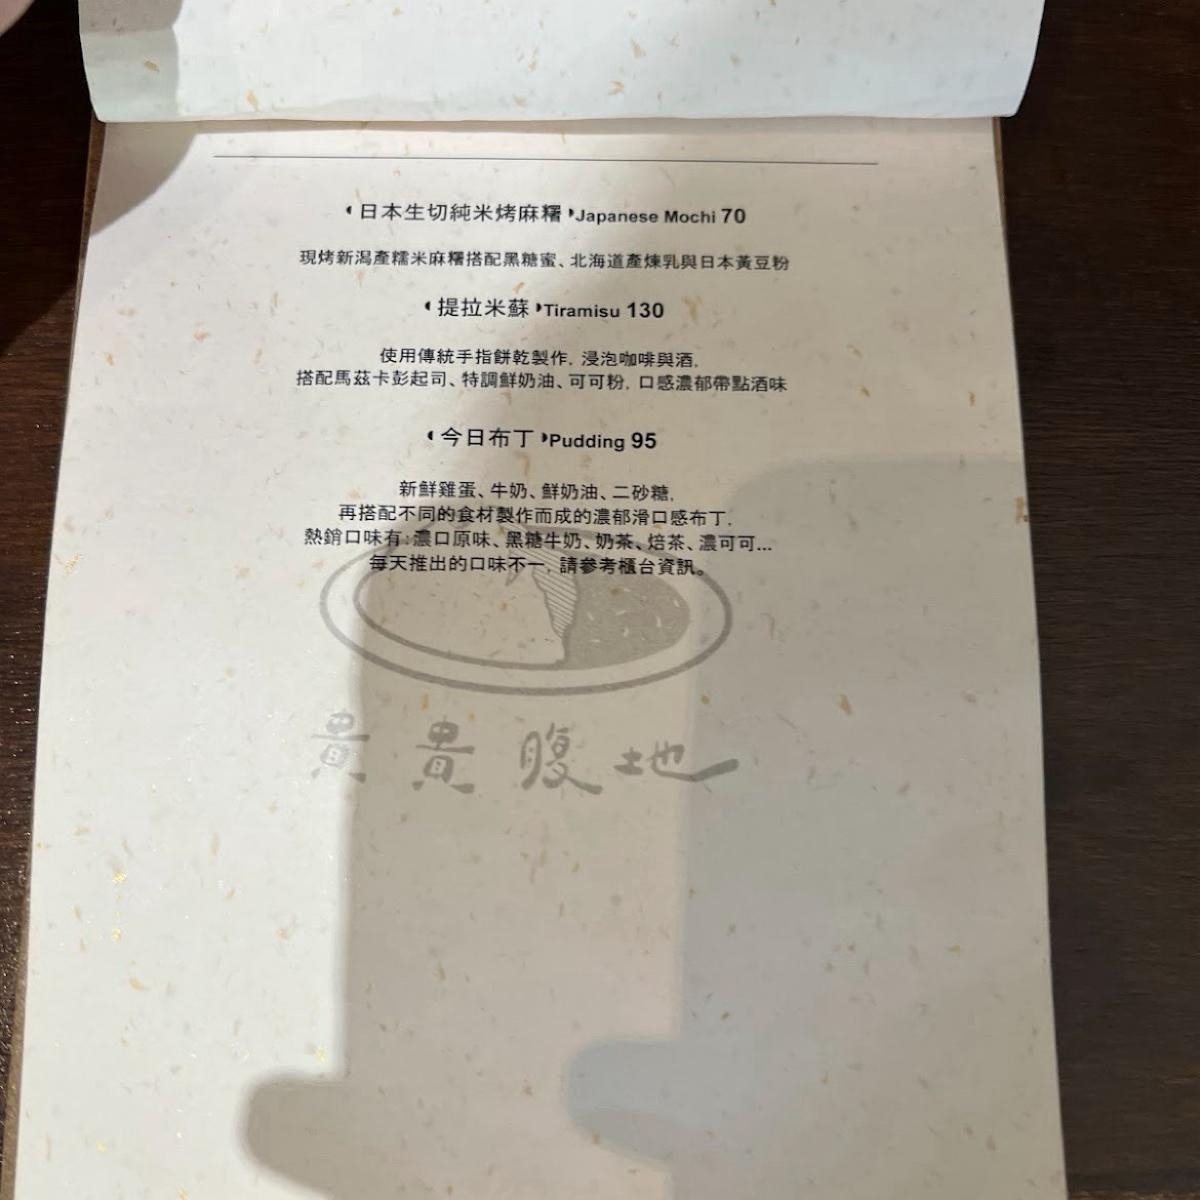 日本生切純米烤麻糬 Japanese Mochi 70
現烤新潟產糯米麻糬搭配黑糖蜜、北海道產煉乳與日本黃豆粉
提拉米蘇 Tiramisu 130
使用傳統手指餅乾製作, 浸泡咖啡與酒,
搭配馬茲卡彭起司、特調鮮奶油、可可粉, 口感濃郁帶點酒味
今日布丁 Pudding 95
新鮮雞蛋、牛奶、鮮奶油、二砂糖,
再搭配不同的食材製作而成的濃郁滑口感布丁,
熱銷口味有:濃口原味、黑糖牛奶、奶茶、焙茶、濃可可...
每天推出的口味不一, 請參考櫃台資訊。
貴貴腹地